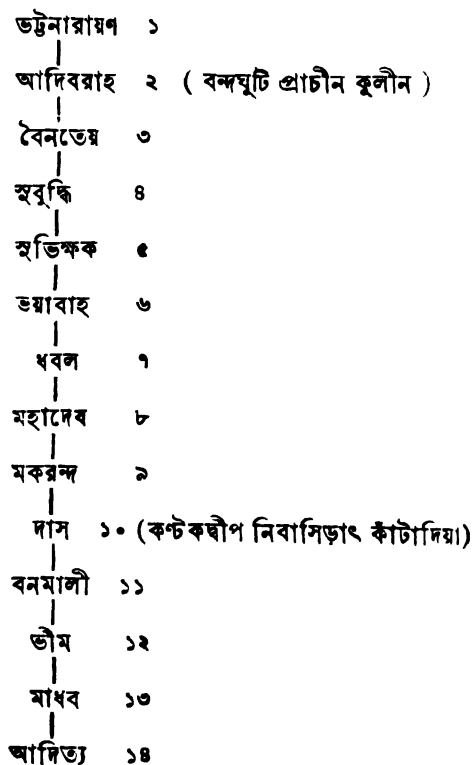 ভট্টনারায়ণ ১
আদিবরাহ ২ ( বন্দঘুটি প্রাচীন কুলীন )
বৈনতেয় ৩
সুবুদ্ধি ৪
সুভিক্ষক ৫
ভয়াবাহ ৬
ধবল ৭
মহাদেব ৮
মকরন্দ ৯
দাস ১০ (কণ্টকদ্বীপ নিবাসিত্বাৎ কাঁটাদিয়া)
বনমালী ১১
ভীম ১২
মাধব ১৩
আদিত্য ১৪